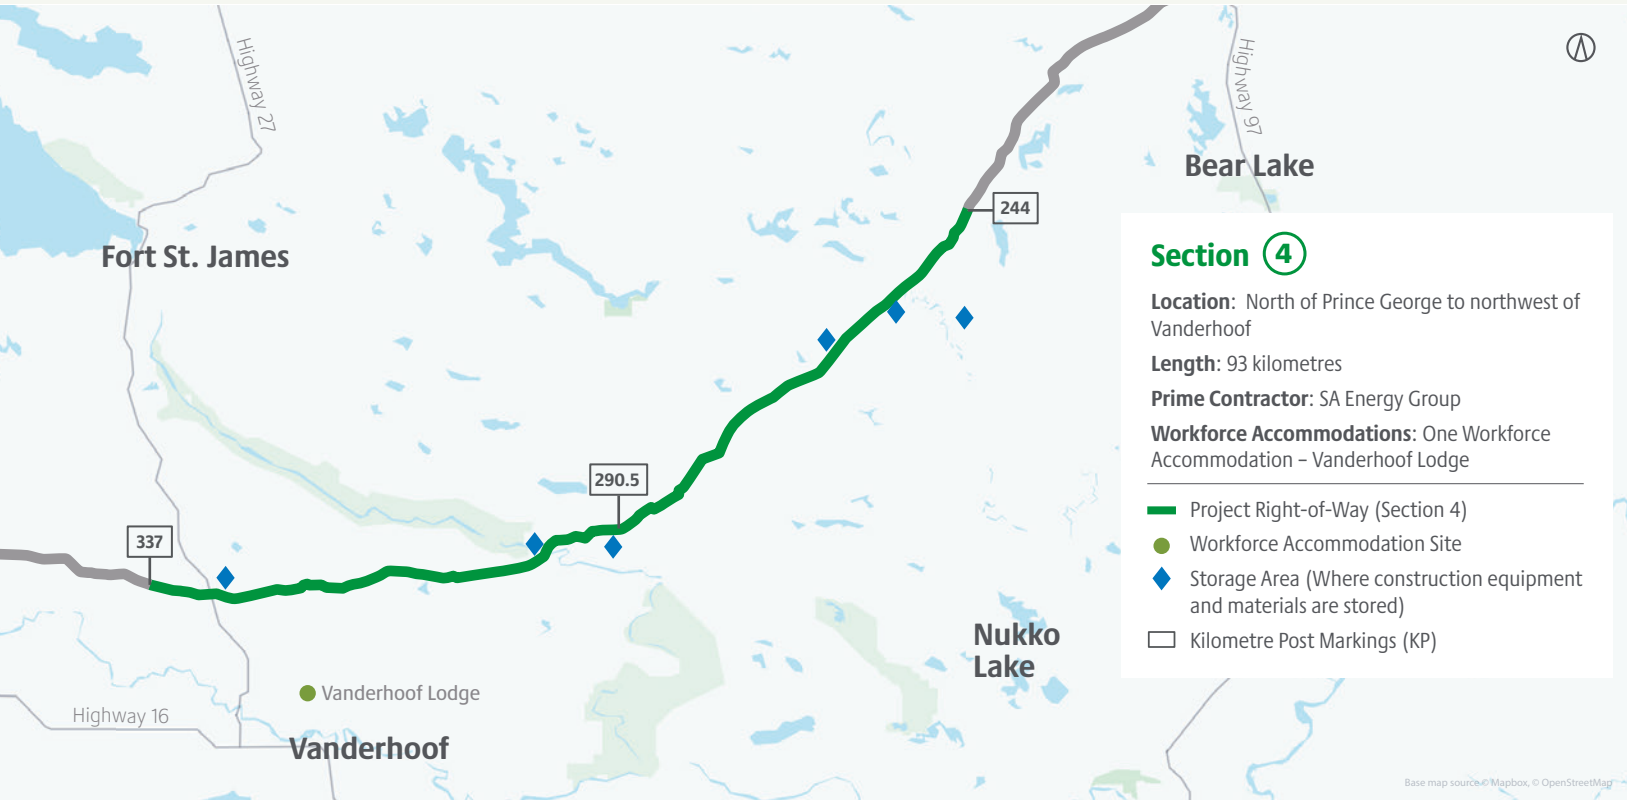 Highway 27
Highway 97
Bear Lake
244
Fort St. James
Section 4
Location: North of Prince George to northwest of
Vanderhoof
Length: 93 kilometres
Prime Contractor: SA Energy Group
Workforce Accommodations: One Workforce
Accommodation – Vanderhoof Lodge
Project Right-of-Way (Section 4)
Workforce Accommodation Site
Storage Area (Where construction equipment
and materials are stored)
Kilometre Post Markings (KP)
290.5
337
Nukko
Lake
Vanderhoof Lodge
Highway 16
Vanderhoof
Base map source © Mapbox, © OpenStreetMap